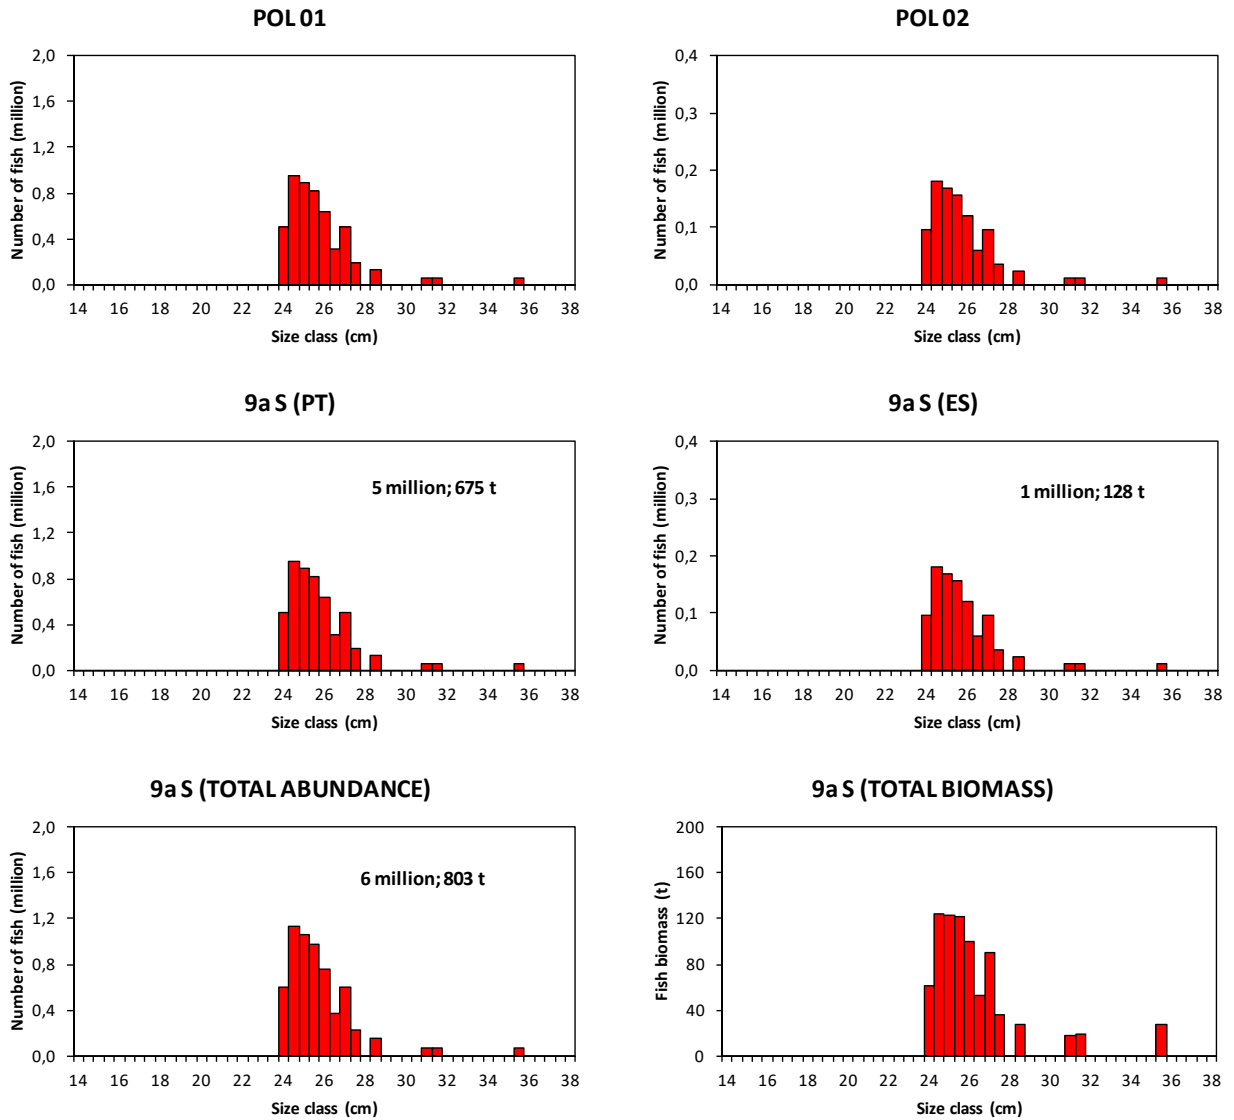 POL 01
2,0
1,6
1,2
0,8
0,4
0,0
Number of fish (million)
14 16 18 20 22 24 26 28 30 32 34 36 38
Size class (cm)
POL 02
0,4
0,3
0,2
0,1
0,0
Number of fish (million)
14 16 18 20 22 24 26 28 30 32 34 36 38
Size class (cm)
9a S (PT)
5 million; 675 t
2,0
1,6
1,2
0,8
0,4
0,0
Number of fish (million)
14 16 18 20 22 24 26 28 30 32 34 36 38
Size class (cm)
9a S (ES)
1 million; 128 t
0,4
0,3
0,2
0,1
0,0
Number of fish (million)
14 16 18 20 22 24 26 28 30 32 34 36 38
Size class (cm)
9a S (TOTAL ABUNDANCE)
6 million; 803 t
2,0
1,6
1,2
0,8
0,4
0,0
Number of fish (million)
14 16 18 20 22 24 26 28 30 32 34 36 38
Size class (cm)
9a S (TOTAL BIOMASS)
200
160
120
80
40
0
Fish biomass (t)
14 16 18 20 22 24 26 28 30 32 34 36 38
Size class (cm)